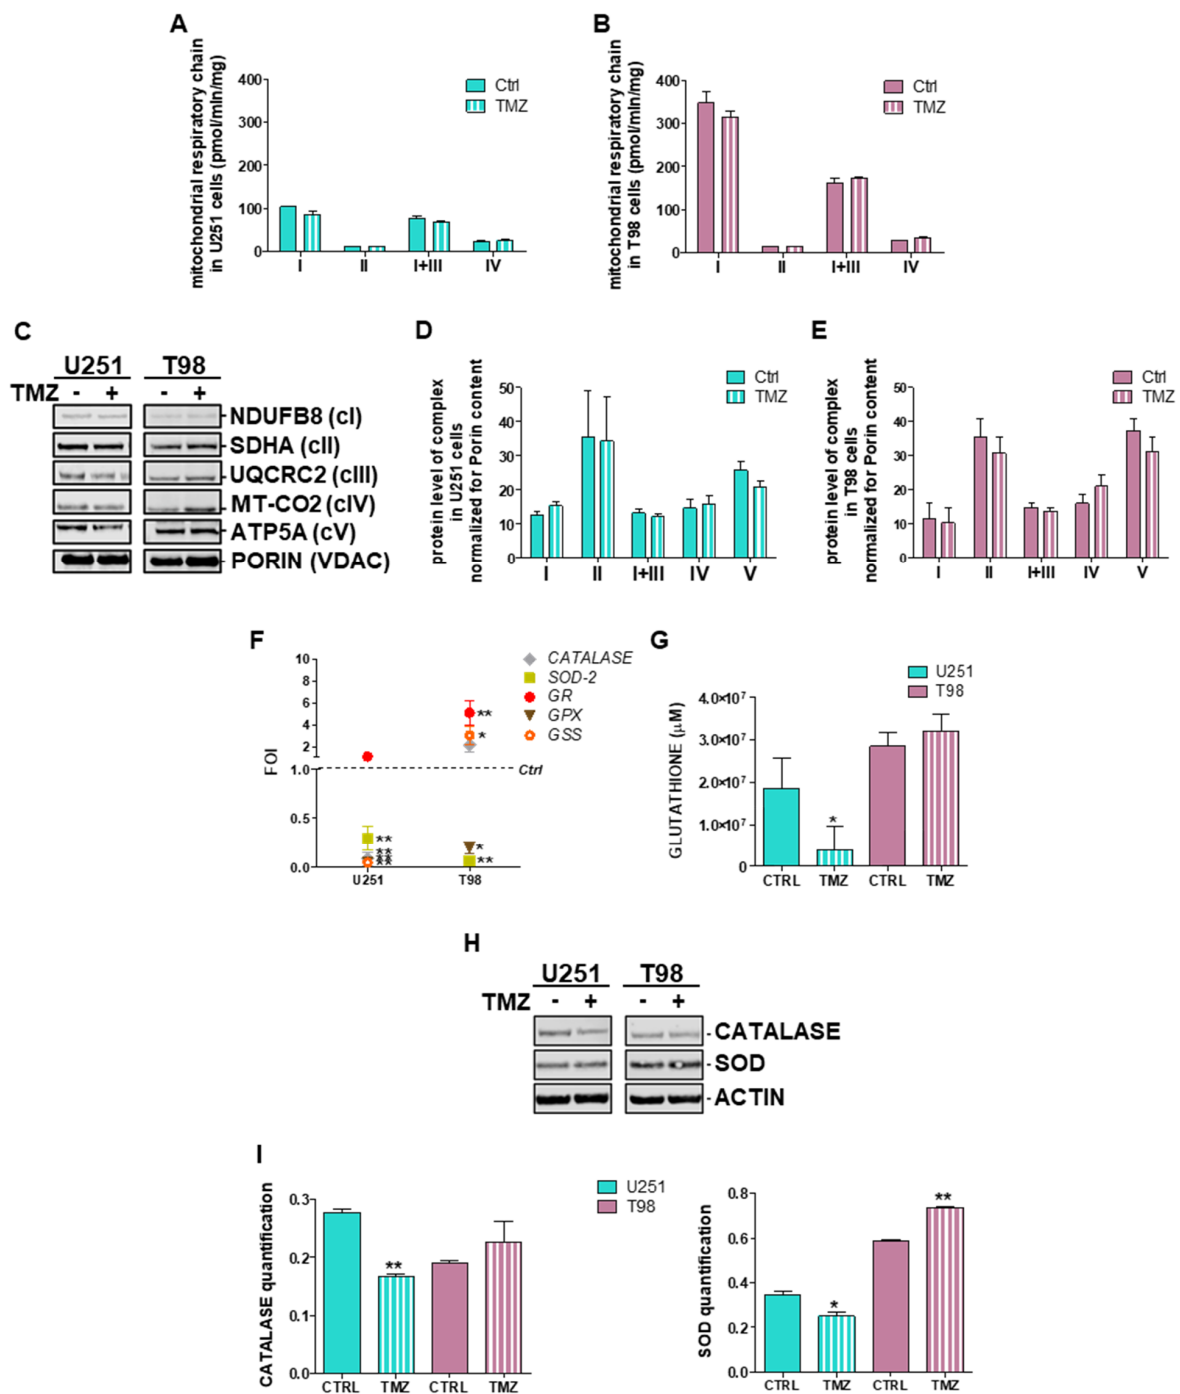 A
mitochondrial respiratory chain
in U251 cells (pmol/mln/mg)
400
300
200
100
0
I
II
I+III
IV
Ctrl
TMZ
B
mitochondrial respiratory chain
in T98 cells (pmol/mln/mg)
400
300
200
100
0
I
II
I+III
IV
Ctrl
TMZ
C
U251
T98
TMZ - + - +
NDUFB8 (cI)
SDHA (cII)
UQCRC2 (cIII)
MT-CO2 (cIV)
ATP5A (cV)
PORIN (VDAC)
D
protein level of complex
in U251 cells
normalized for Porin content
50
40
30
20
10
0
I
II
I+III
IV
V
Ctrl
TMZ
E
protein level of complex
in T98 cells
normalized for Porin content
50
40
30
20
10
0
I
II
I+III
IV
V
Ctrl
TMZ
F
FOI
10
8
6
4
2
1.0
0.5
0.0
**
**
**
**
**
*
*
**
Ctrl
U251
T98
CATALASE
SOD-2
GR
GPX
GSS
G
GLUTATHIONE (μM)
4.0×10⁷
3.0×10⁷
2.0×10⁷
1.0×10⁷
0
*
CTRL
TMZ
CTRL
TMZ
U251
T98
H
U251
T98
TMZ - + - +
CATALASE
SOD
ACTIN
I
CATALASE quantification
0.3
0.2
0.1
0.0
**
CTRL
TMZ
CTRL
TMZ
U251
T98
SOD quantification
0.8
0.6
0.4
0.2
0.0
*
**
CTRL
TMZ
CTRL
TMZ